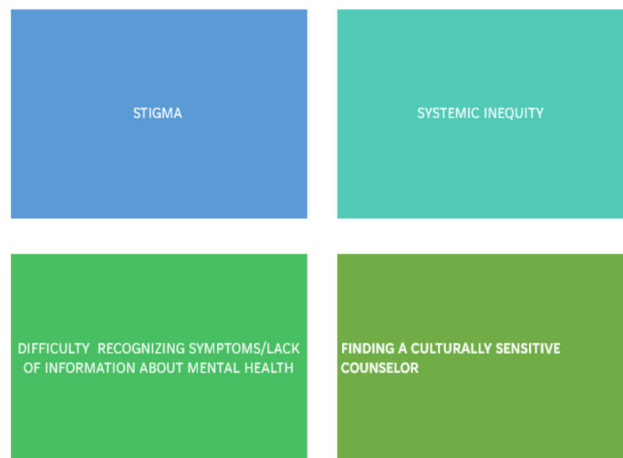 STIGMA
SYSTEMIC INEQUITY
DIFFICULTY RECOGNIZING SYMPTOMS/LACK
OF INFORMATION ABOUT MENTAL HEALTH
FINDING A CULTURALLY SENSITIVE
COUNSELOR